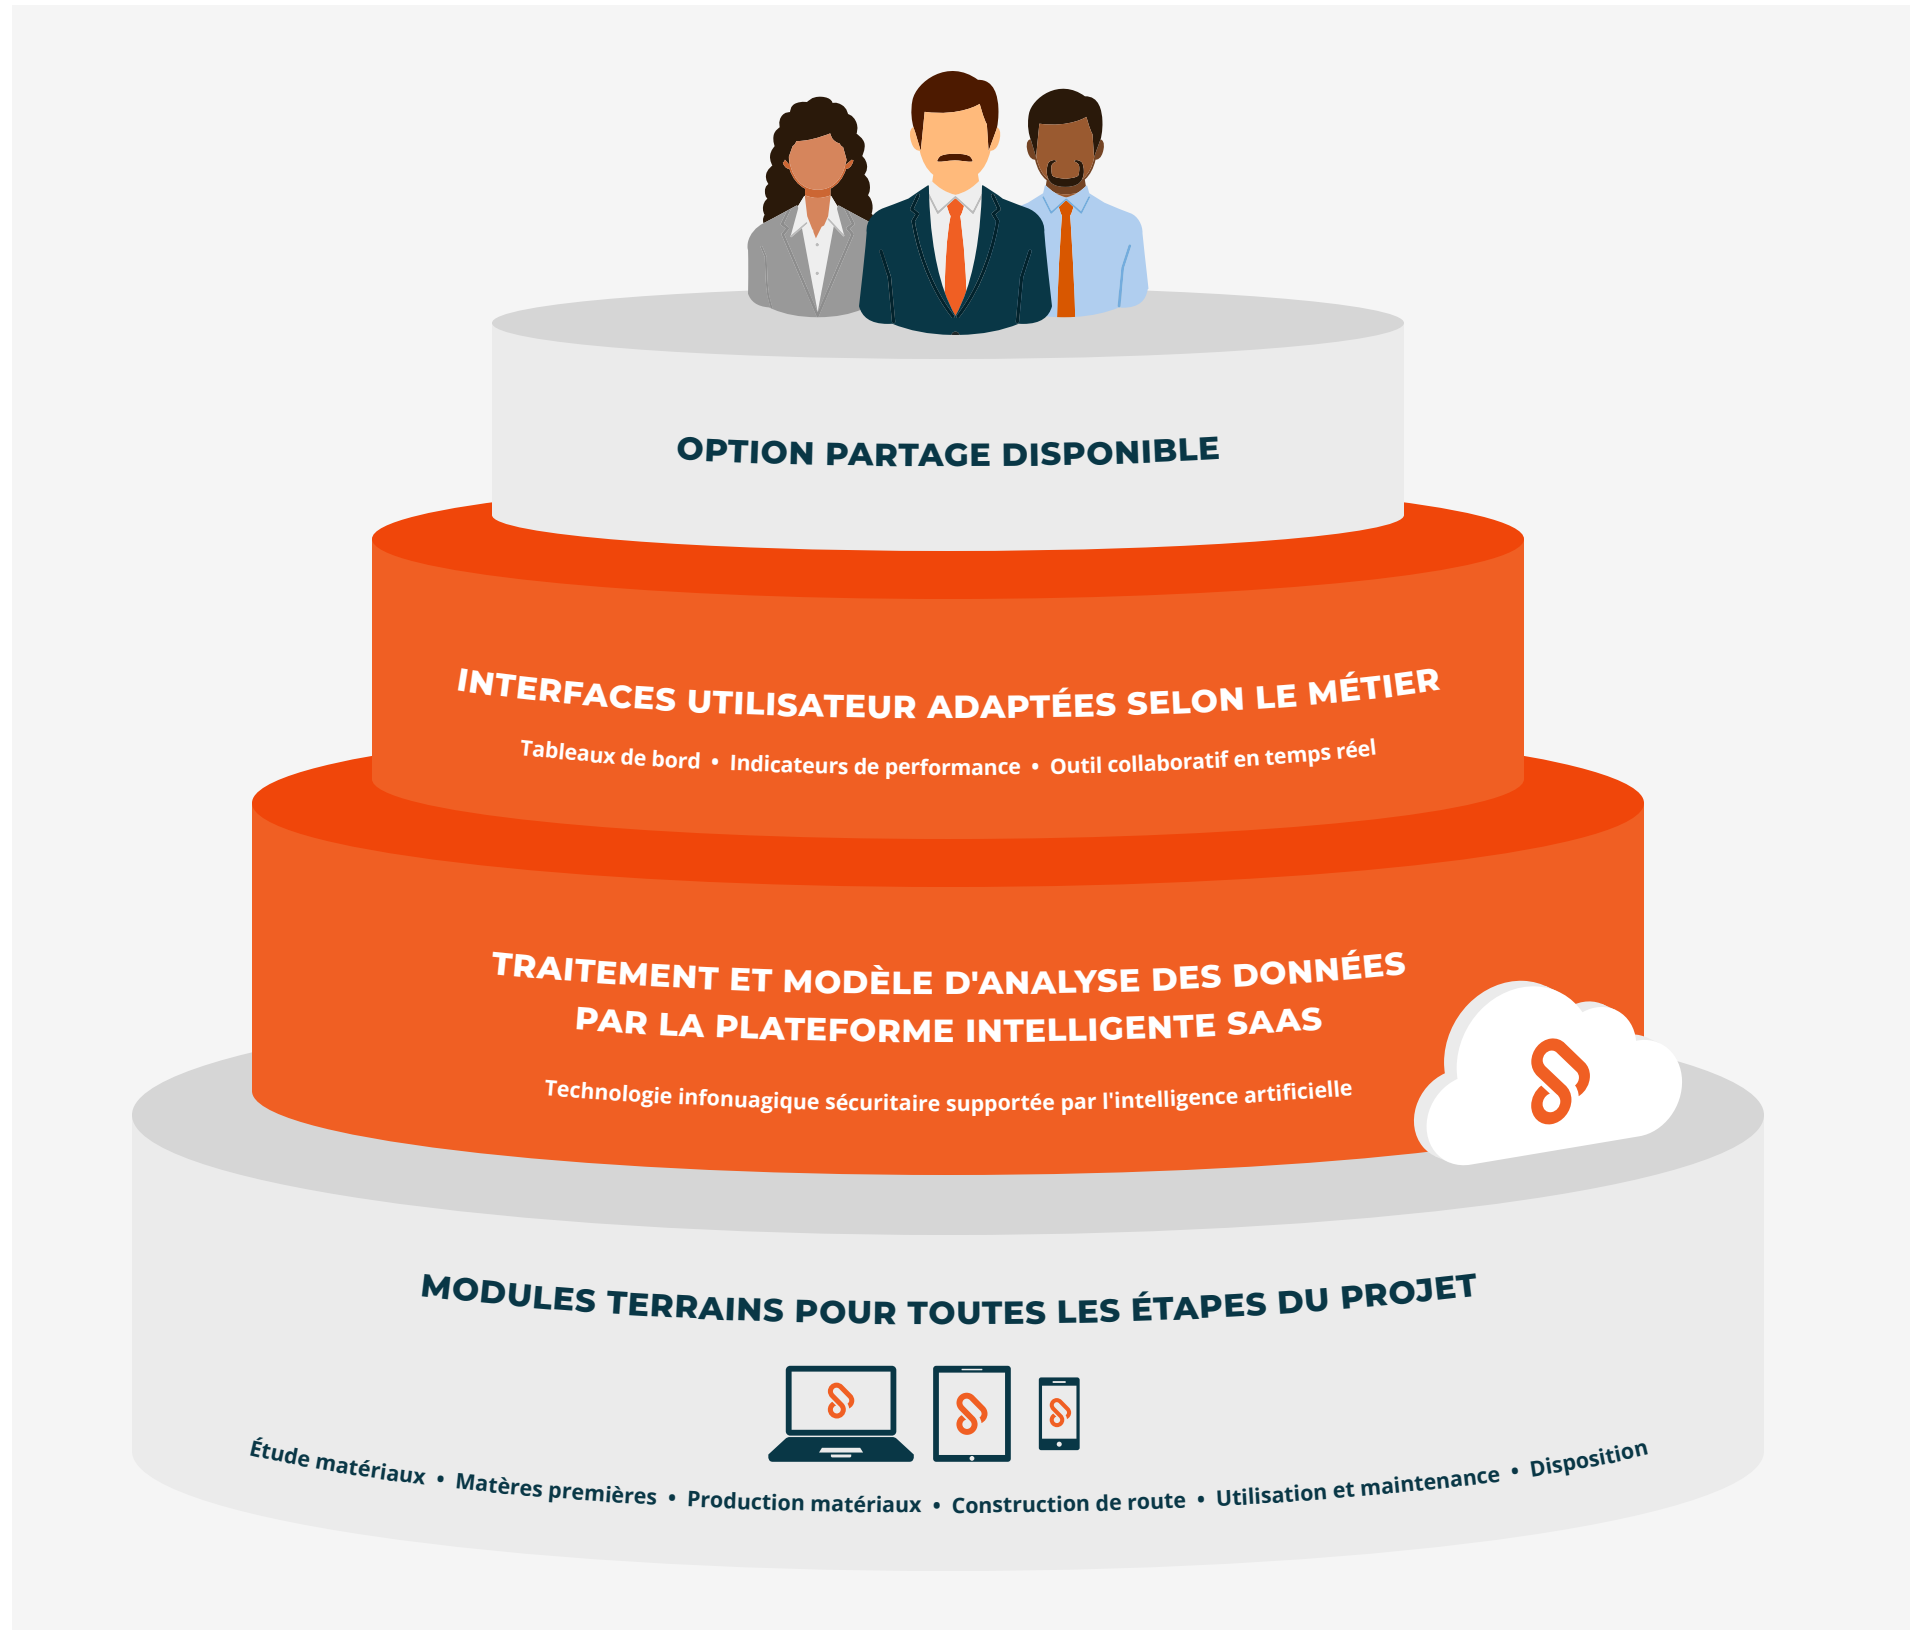 OPTION PARTAGE DISPONIBLE
INTERFACES UTILISATEUR ADAPTÉES SELON LE MÉTIER
Tableaux de bord • Indicateurs de performance • Outil collaboratif en temps réel
TRAITEMENT ET MODÈLE D'ANALYSE DES DONNÉES
PAR LA PLATEFORME INTELLIGENTE SAAS
Technologie infonuagique sécuritaire supportée par l'intelligence artificielle
MODULES TERRAINS POUR TOUTES LES ÉTAPES DU PROJET
Étude matériaux • Matères premières • Production matériaux • Construction de route • Utilisation et maintenance • Disposition